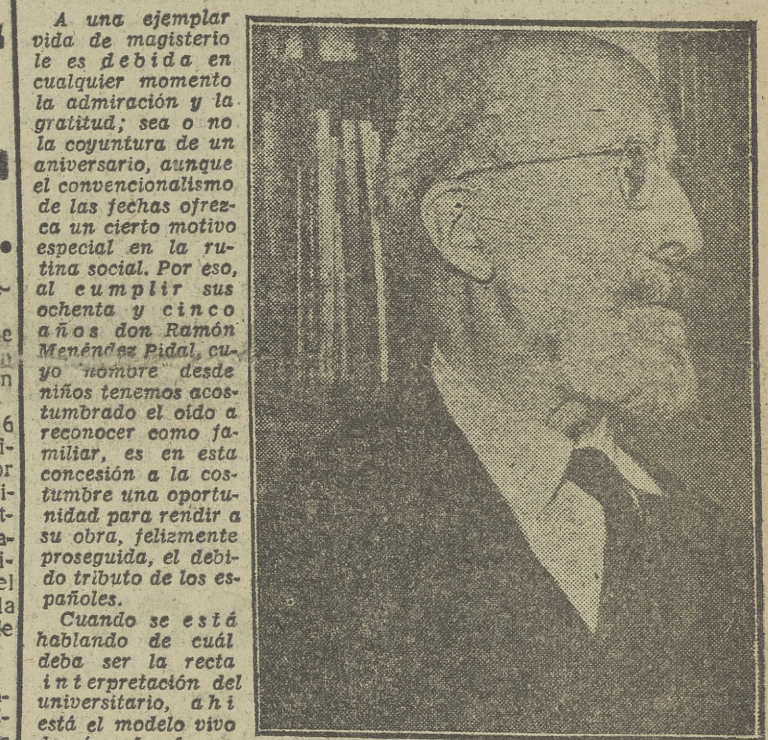 A una ejemplar
vida de magisterio
le es debida en
cualquier momento
la admiración y la
gratitud; sea o no
la coyuntura de un
aniversario, aunque
el convencionalismo
de las fechas ofrez-
ca un cierto motivo
especial en la ru-
tina social. Por eso,
al cumplir sus
ochenta y cinco
años don Ramón
Menéndez Pidal, cu-
yo nombre desde
niños tenemos acos-
tumbrado el oído a
reconocer como fa-
miliar, es en esta
concesión a la cos-
tumbre una oportu-
nidad para rendir a
su obra, felizmente
proseguida, el debi-
do tributo de los es-
pañoles.
Cuando se está
hablando de cuál
deba ser la recta
interpretación del
universitario, ahi
está el modelo vivo